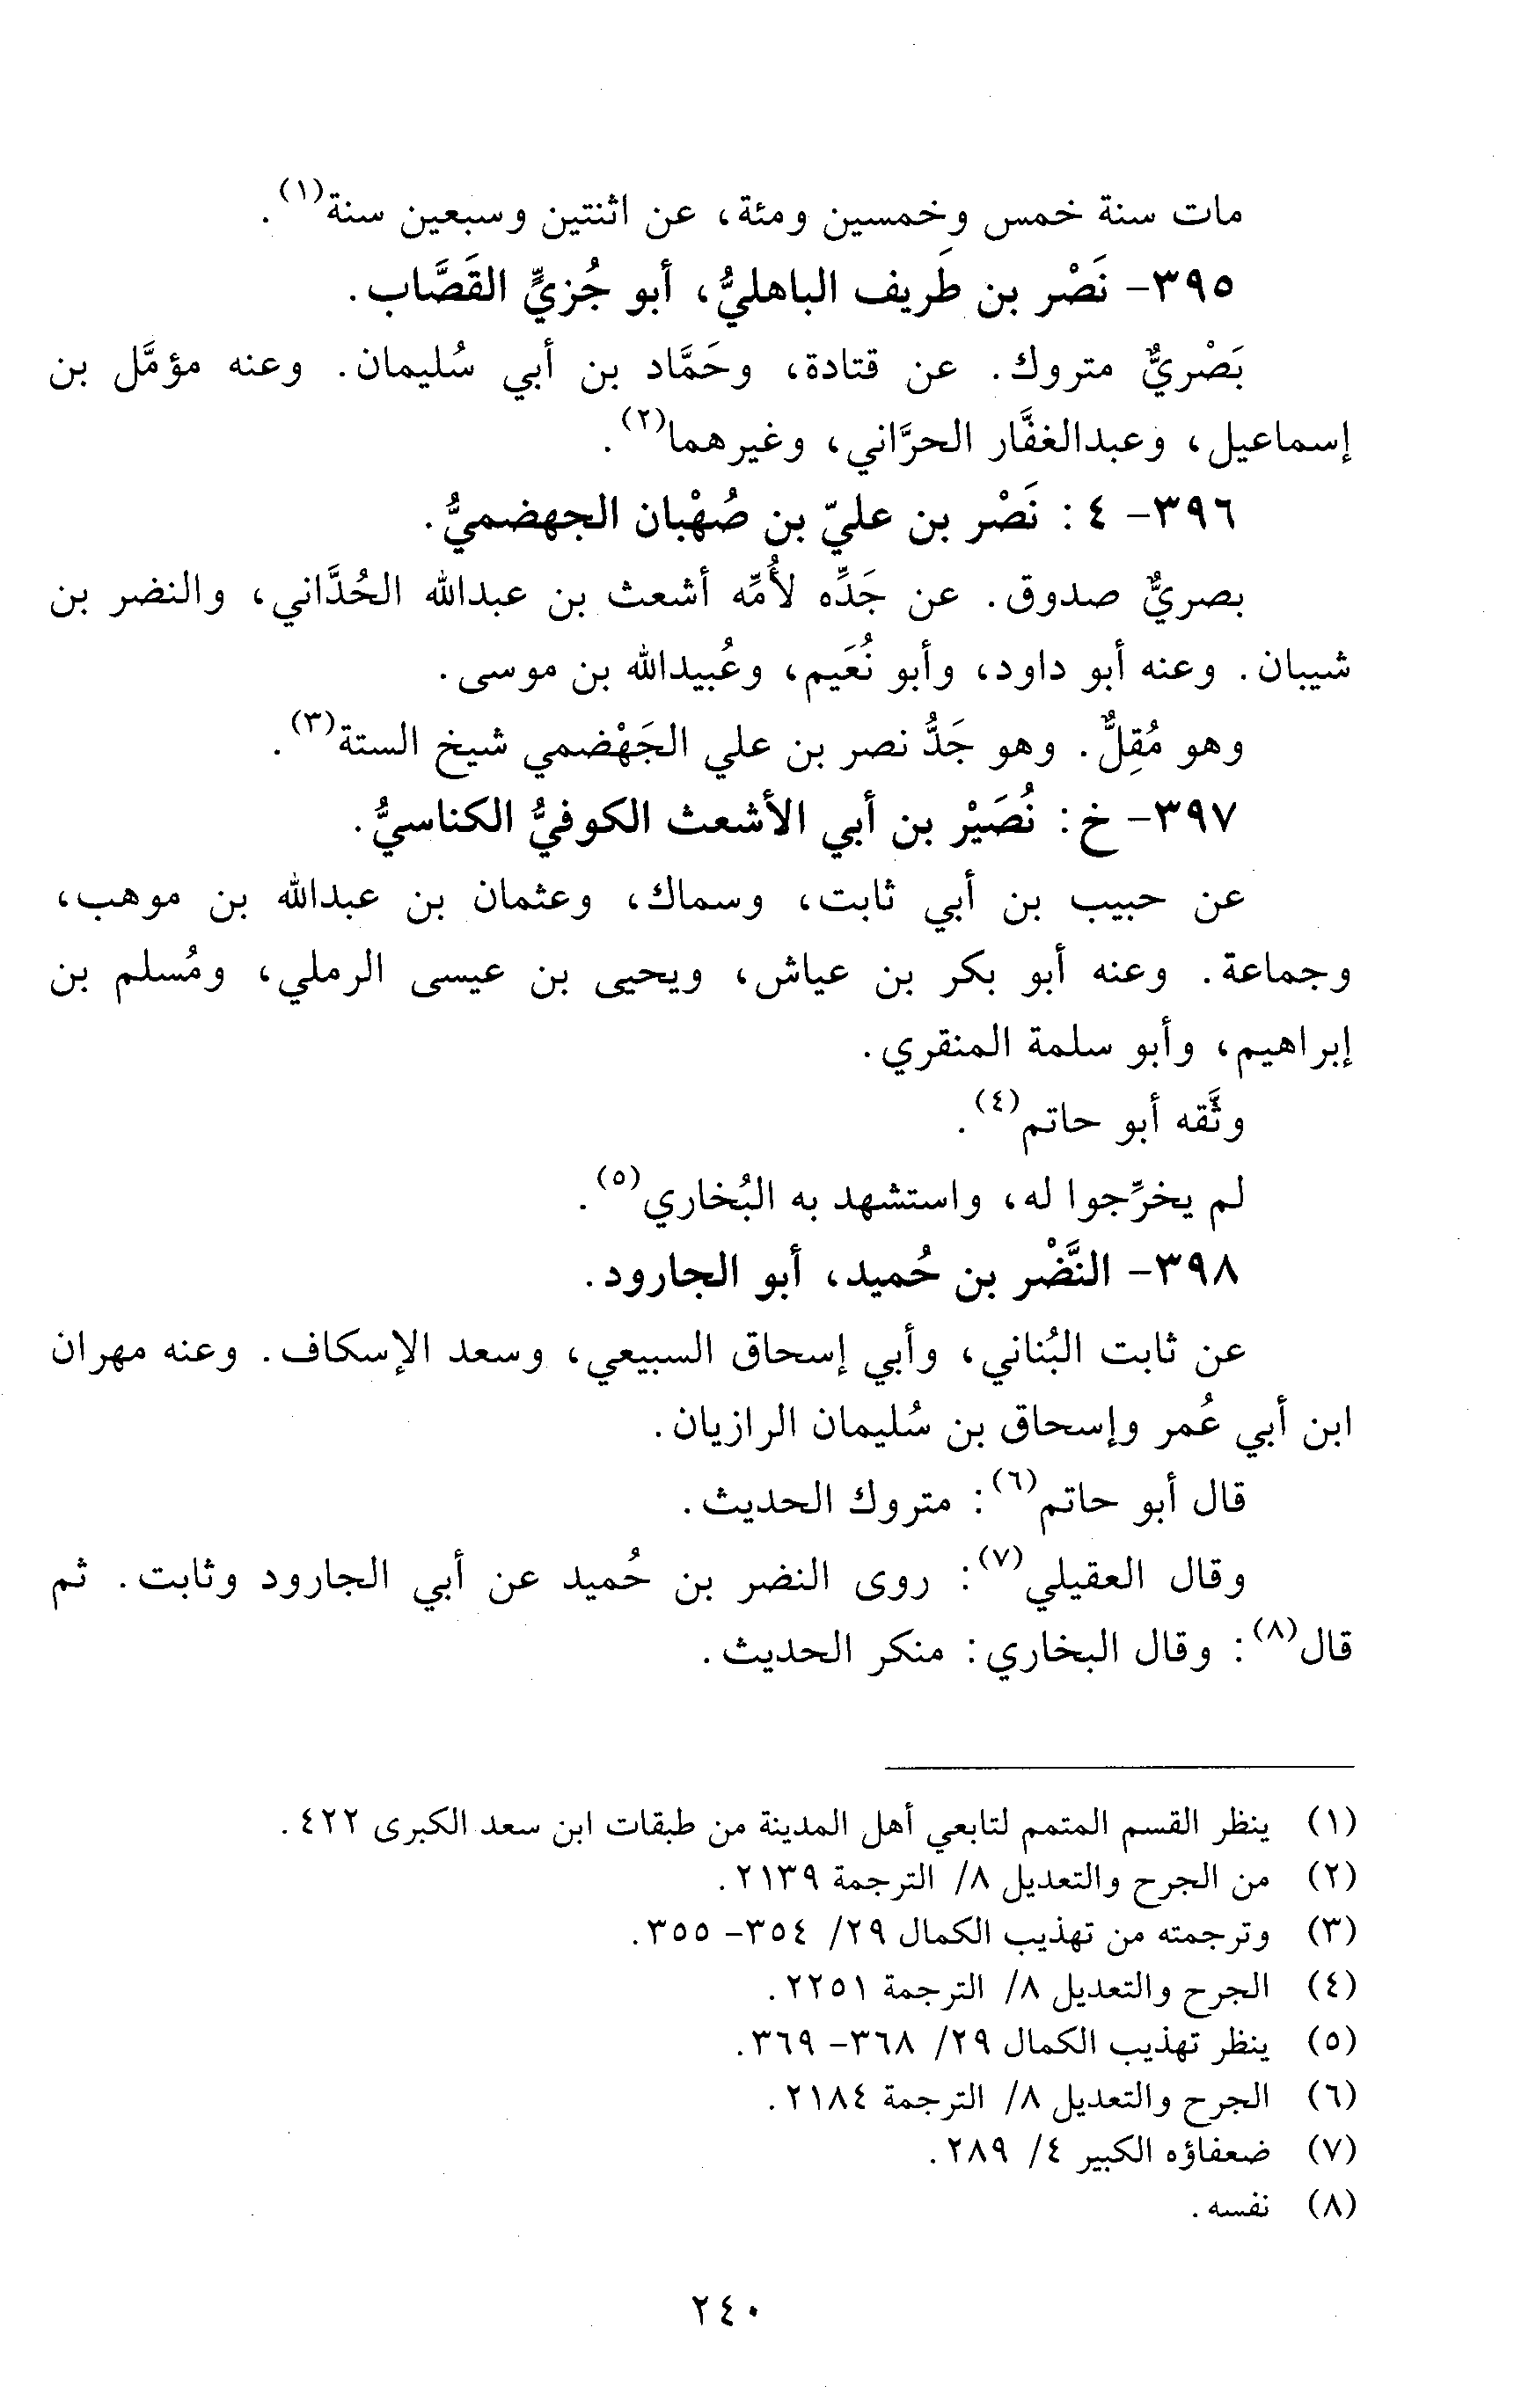 مات سنة خمس وخمسين ومئة، عن اثنتين وسبعين سنة(١).
٣٩٥- نَصْر بن طَريف الباهليُّ، أبو جُزيٍّ القَصَّاب.
بَصْريٌّ متروك. عن قتادة، وحَمَّاد بن أبي سُليمان. وعنه مؤمَّل بن
إسماعيل، وعبدالغفَّار الحرَّاني، وغيرهما(٢).
٣٩٦- ٤: نَصْر بن عليّ بن صُهْبان الجهضميُّ.
بصريٌّ صدوق. عن جَدِّه لأُمِّه أشعث بن عبدالله الحُدَّاني، والنضر بن
شيبان. وعنه أبو داود، وأبو نُعَيم، وعُبيدالله بن موسى.
وهو مُقِلٌّ. وهو جَدُّ نصر بن علي الجَهْضمي شيخ الستة(٣).
٣٩٧- خ: نُصَيْر بن أبي الأشعث الكوفيُّ الكناسيُّ.
عن حبيب بن أبي ثابت، وسماك، وعثمان بن عبدالله بن موهب،
وجماعة. وعنه أبو بكر بن عياش، ويحيى بن عيسى الرملي، ومُسلم بن
إبراهيم، وأبو سلمة المنقري.
وثَّقه أبو حاتم(٤).
لم يخرِّجوا له، واستشهد به البُخاري(٥).
٣٩٨- النَّضْر بن حُميد، أبو الجارود.
عن ثابت البُناني، وأبي إسحاق السبيعي، وسعد الإسكاف. وعنه مهران
ابن أبي عُمر وإسحاق بن سُليمان الرازيان.
قال أبو حاتم(٦): متروك الحديث.
وقال العقيلي(٧): روى النضر بن حُميد عن أبي الجارود وثابت. ثم
قال(٨): وقال البخاري: منكر الحديث.
(١) ينظر القسم المتمم لتابعي أهل المدينة من طبقات ابن سعد الكبرى ٤٢٢.
(٢) من الجرح والتعديل ٨/ الترجمة ٢١٣٩.
(٣) وترجمته من تهذيب الكمال ٢٩/ ٣٥٤- ٣٥٥.
(٤) الجرح والتعديل ٨/ الترجمة ٢٢٥١.
(٥) ينظر تهذيب الكمال ٢٩/ ٣٦٨- ٣٦٩.
(٦) الجرح والتعديل ٨/ الترجمة ٢١٨٤.
(٧) ضعفاؤه الكبير ٤/ ٢٨٩.
(٨) نفسه.
٢٤٠